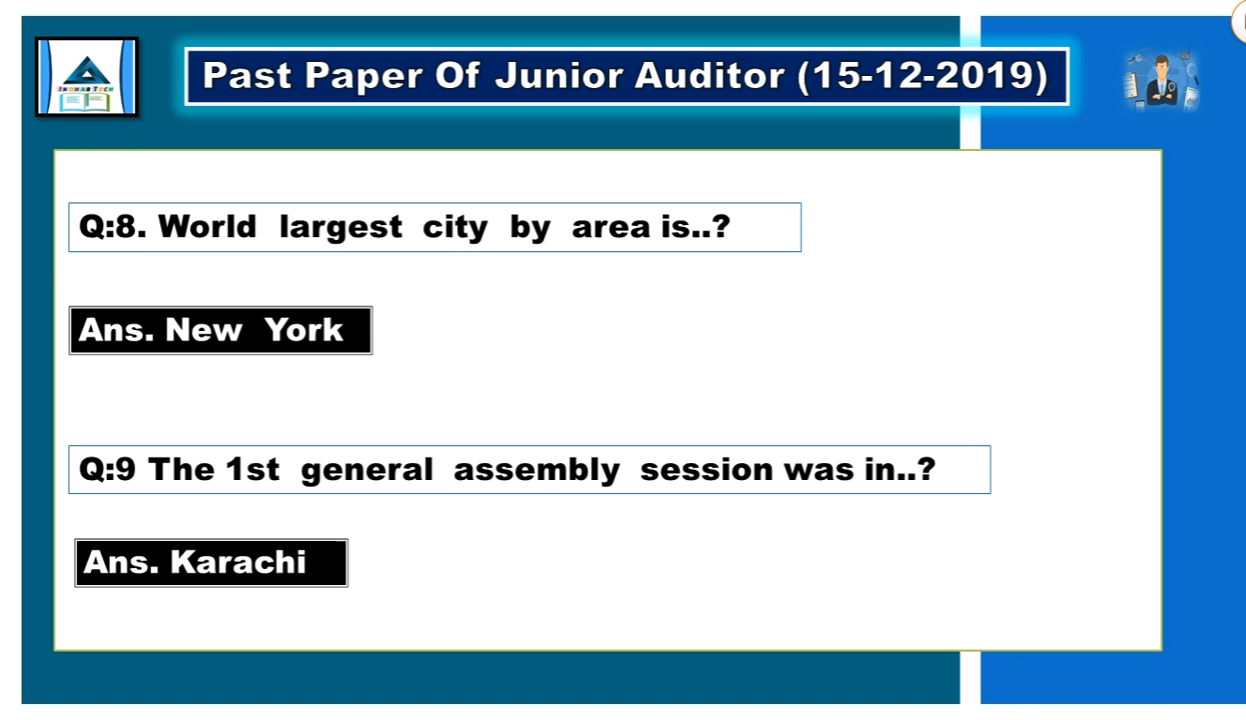 Past Paper Of Junior Auditor (15-12-2019)
Q:8. World largest city by area is..?
Ans. New York
Q:9 The 1st general assembly session was in..?
Ans. Karachi